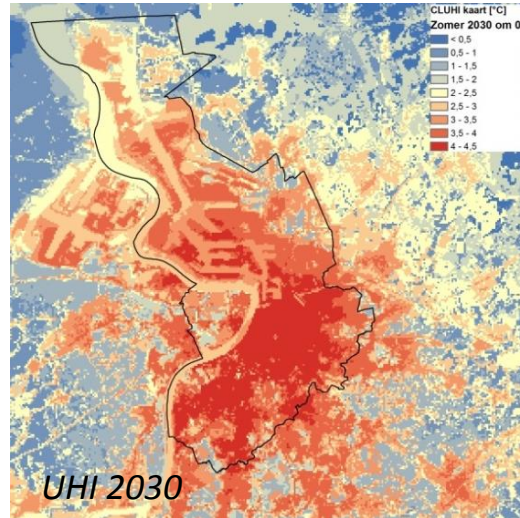 CLUHI kaart [°C]
Zomer 2030 om 0
< 0,5
0,5 - 1
1 - 1,5
1,5 - 2
2 - 2,5
2,5 - 3
3 - 3,5
3,5 - 4
4 - 4,5
UHI 2030